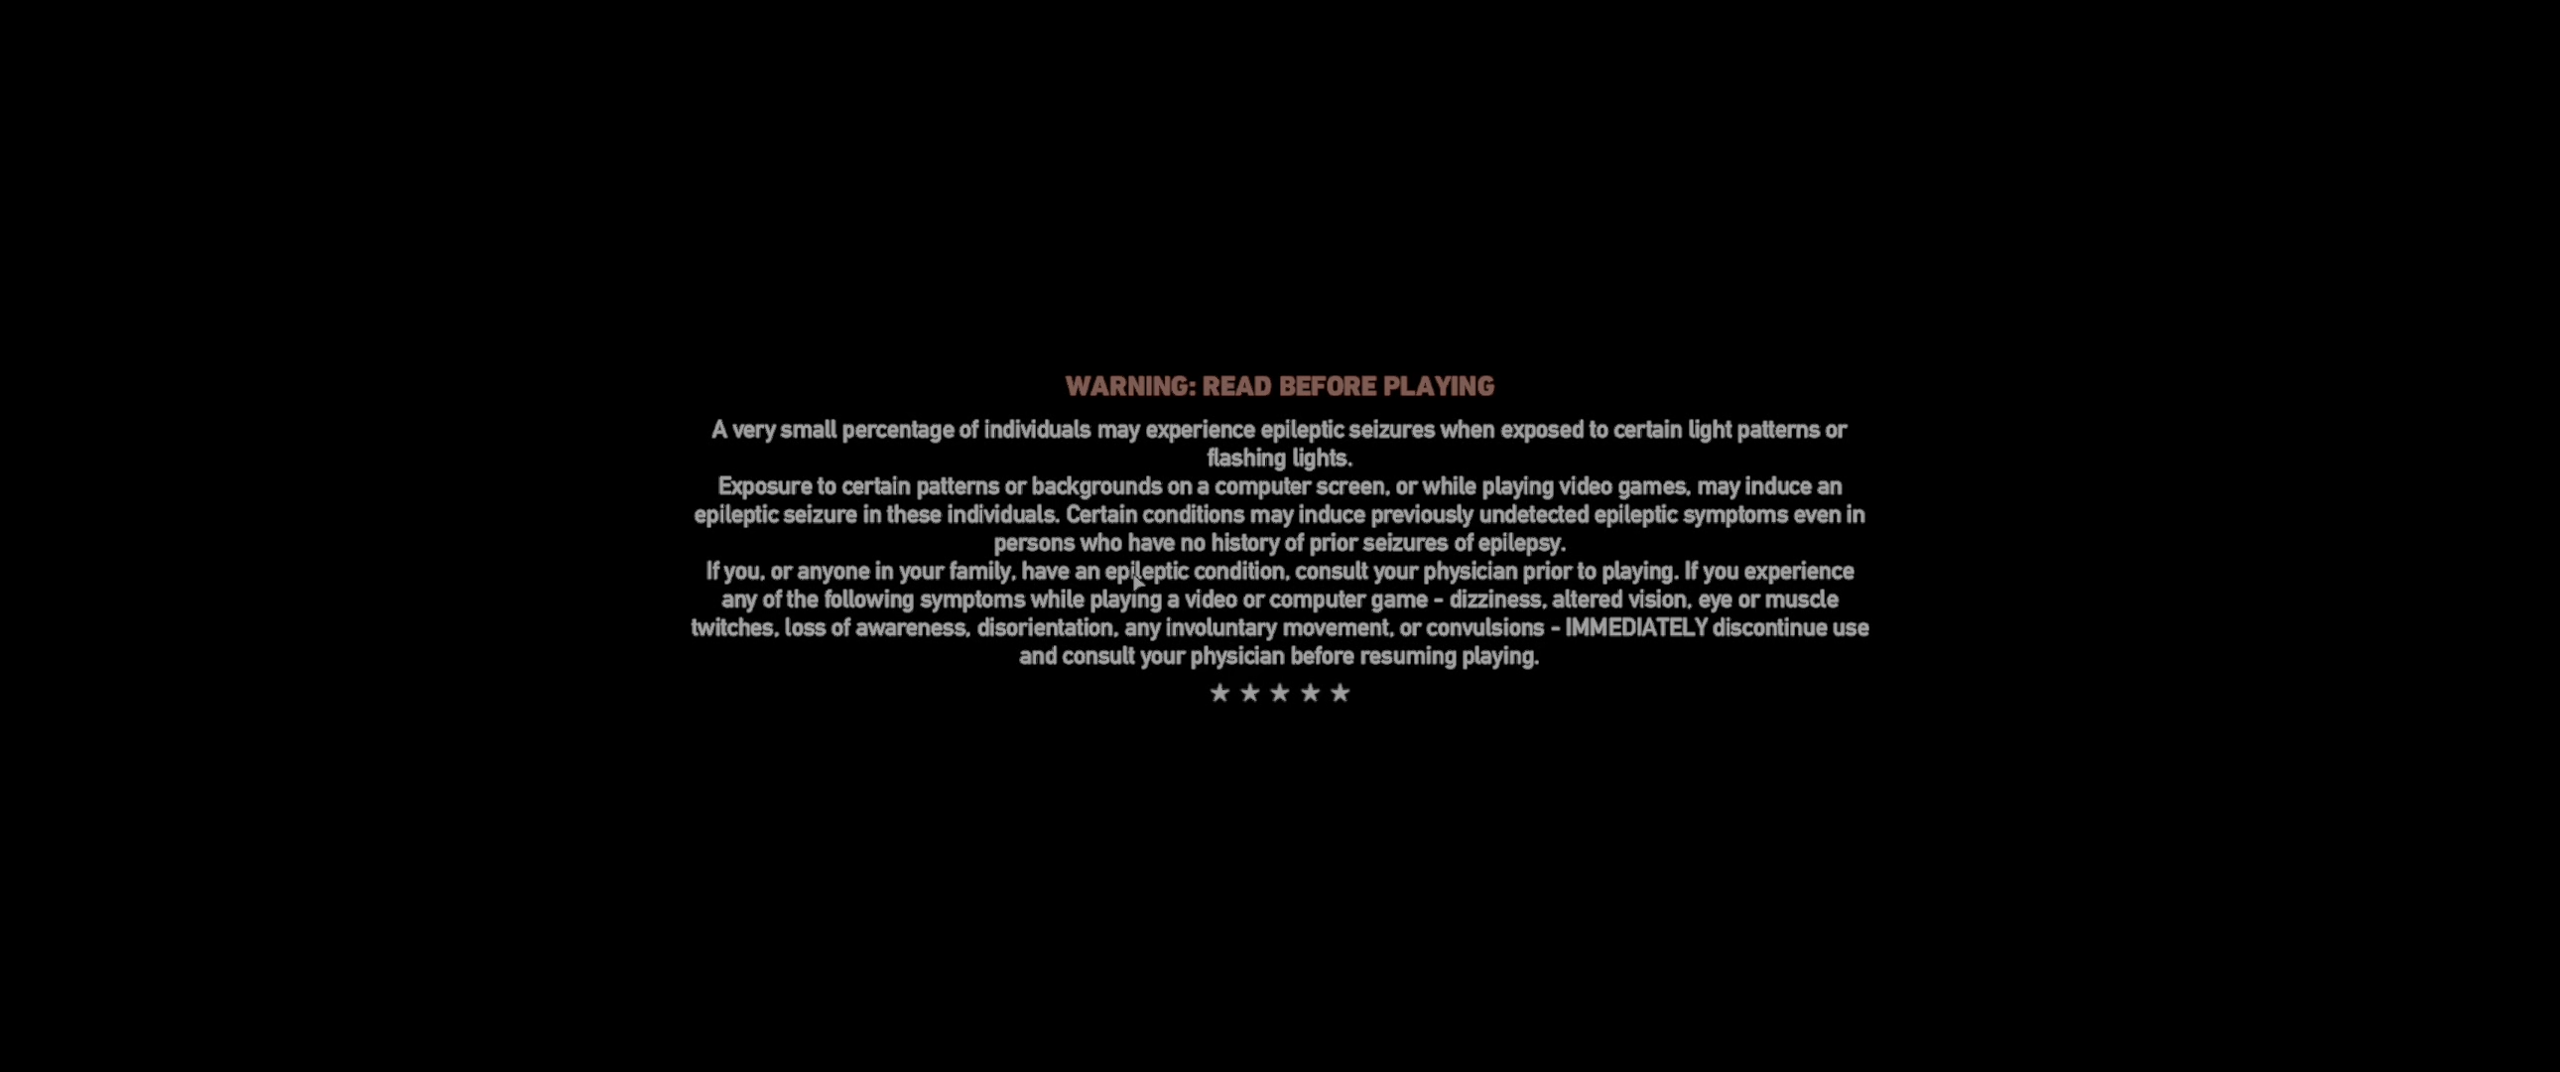 WARNING: READ BEFORE PLAYING
A very small percentage of individuals may experience epileptic seizures when exposed to certain light patterns or
flashing lights.
Exposure to certain patterns or backgrounds on a computer screen, or while playing video games, may induce an
epileptic seizure in these individuals. Certain conditions may induce previously undetected epileptic symptoms even in
persons who have no history of prior seizures of epilepsy.
If you, or anyone in your family, have an epileptic condition, consult your physician prior to playing. If you experience
any of the following symptoms while playing a video or computer game - dizziness, altered vision, eye or muscle
twitches, loss of awareness, disorientation, any involuntary movement, or convulsions - IMMEDIATELY discontinue use
and consult your physician before resuming playing.
★ ★ ★ ★ ★